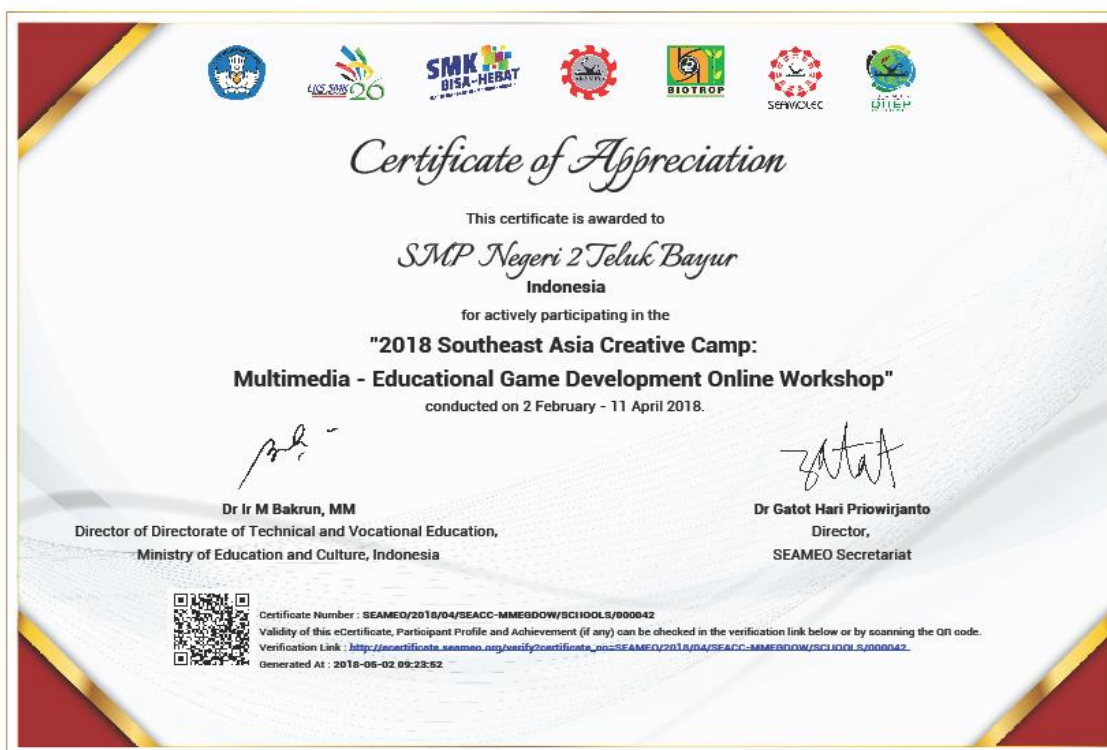 LKS SMK 26
SMK
BISA-HEBAT
SEAMEO
BIOTROP
SEAMOLEC
QITEP
Certificate of Appreciation
This certificate is awarded to
SMP Negeri 2 Teluk Bayur
Indonesia
for actively participating in the
"2018 Southeast Asia Creative Camp:
Multimedia - Educational Game Development Online Workshop"
conducted on 2 February - 11 April 2018.
Dr Ir M Bakrun, MM
Director of Directorate of Technical and Vocational Education,
Ministry of Education and Culture, Indonesia
Dr Gatot Hari Priowirjanto
Director,
SEAMEO Secretariat
Certificate Number : SEAMEO/2018/04/SEACC-MMEGDOW/SCHOOLS/000042
Validity of this eCertificate, Participant Profile and Achievement (if any) can be checked in the verification link below or by scanning the QR code.
Verification Link : http://ecertificate.seameo.org/verify?certificate_no=SEAMEO/2018/04/SEACC-MMEGDOW/SCHOOLS/000042
Generated At : 2018-05-02 09:23:52